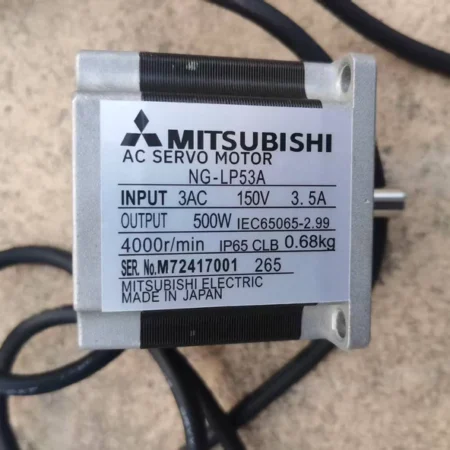 MITSUBISHI
AC SERVO MOTOR
NG-LP53A
INPUT 3AC 150V 3.5A
OUTPUT 500W IEC65065-2.99
4000r/min IP65 CLB 0.68kg
SER. No.M72417001 265
MITSUBISHI ELECTRIC
MADE IN JAPAN